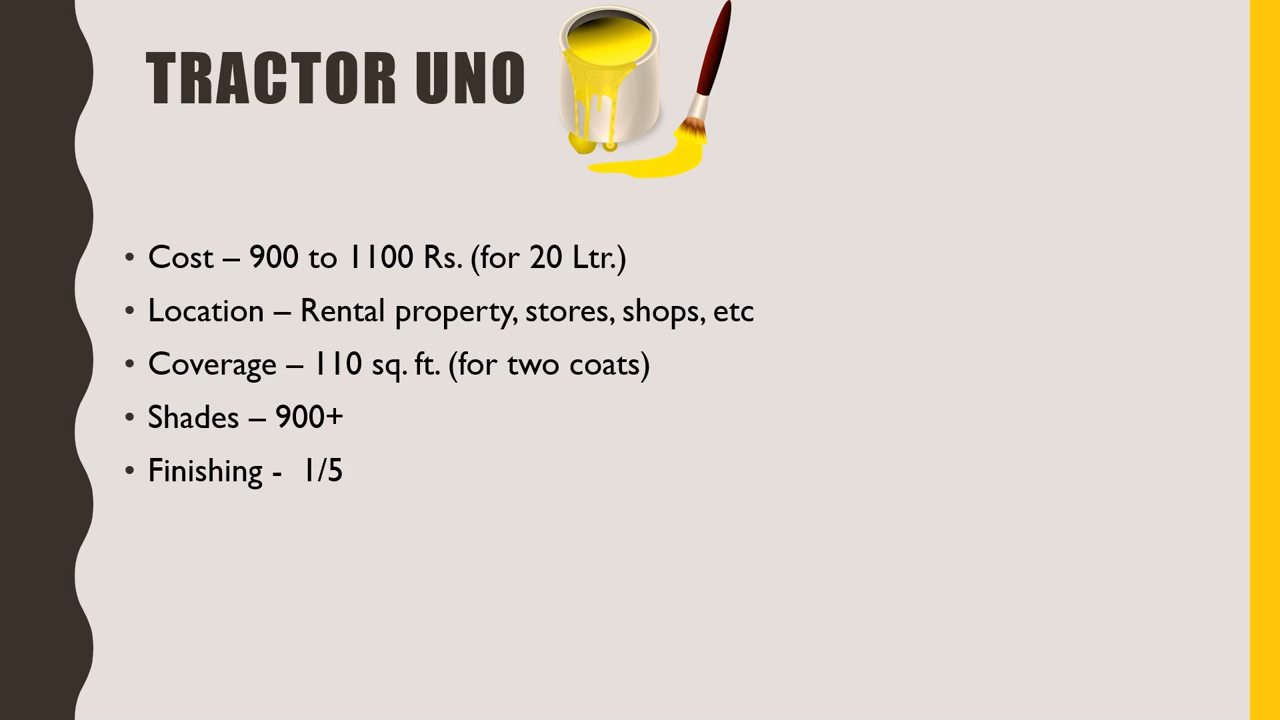 TRACTOR UNO
• Cost – 900 to 1100 Rs. (for 20 Ltr.)
• Location – Rental property, stores, shops, etc
• Coverage – 110 sq. ft. (for two coats)
• Shades – 900+
• Finishing -  1/5